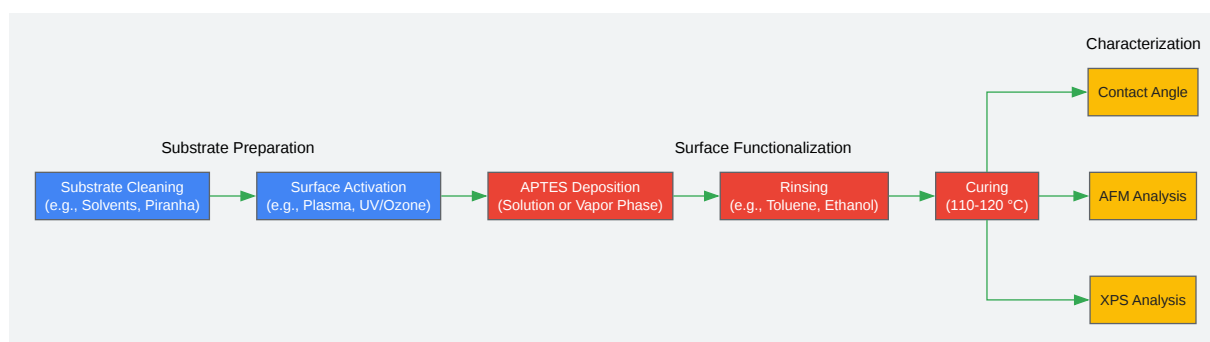 Characterization
Contact Angle
Substrate Preparation
Surface Functionalization
Substrate Cleaning
(e.g., Solvents, Piranha)
Surface Activation
(e.g., Plasma, UV/Ozone)
APTES Deposition
(Solution or Vapor Phase)
Rinsing
(e.g., Toluene, Ethanol)
Curing
(110-120 °C)
AFM Analysis
XPS Analysis